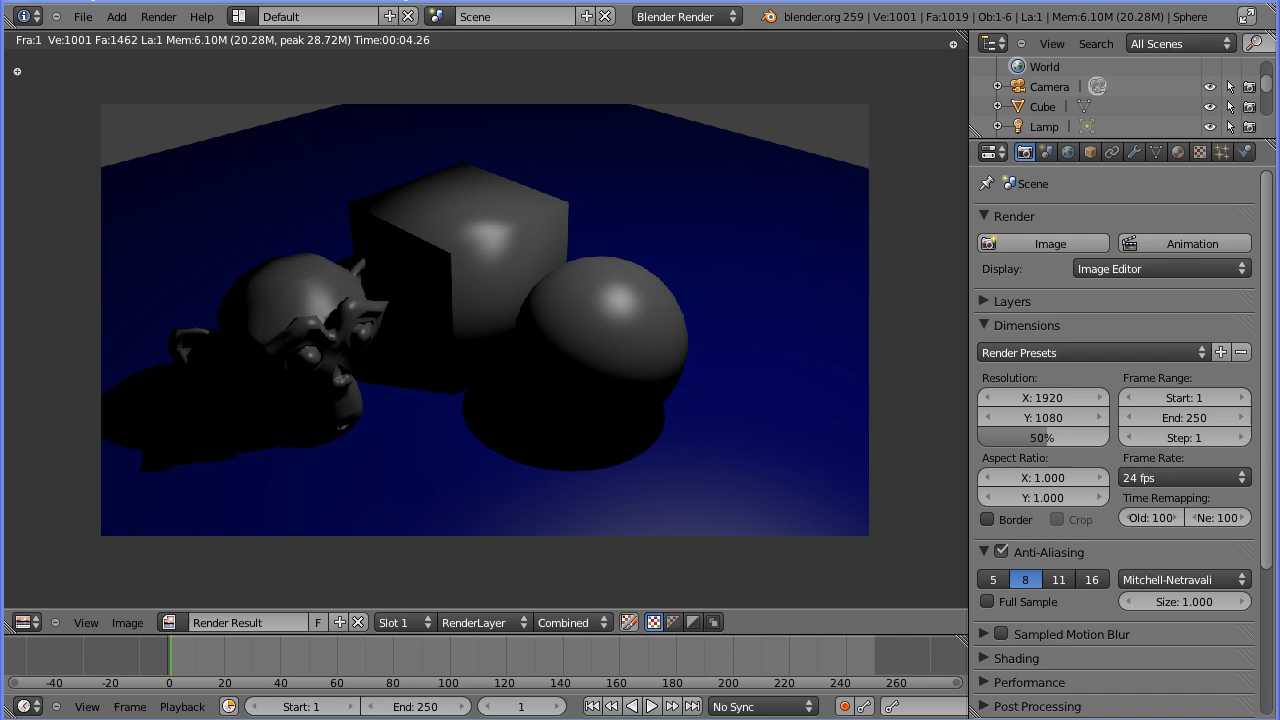 File Add Render Help Default Scene Blender Render blender.org 259 | Ve:1001 | Fa:1019 | Ob:1-6 | La:1 | Mem:6.10M (20.28M) | Sphere
Fra:1 Ve:1001 Fa:1462 La:1 Mem:6.10M (20.28M, peak 28.72M) Time:00:04.26
View Search All Scenes
World
Camera |
Cube |
Lamp |
Scene
Render
Image Animation
Display: Image Editor
Layers
Dimensions
Render Presets
Resolution: Frame Range:
X: 1920 Start: 1
Y: 1080 End: 250
50% Step: 1
Aspect Ratio: Frame Rate:
X: 1.000 24 fps
Y: 1.000 Time Remapping:
Border Crop Old: 100 Ne: 100
Anti-Aliasing
5 8 11 16 Mitchell-Netravali
Full Sample Size: 1.000
Sampled Motion Blur
Shading
Performance
Post Processing
View Image Render Result F Slot 1 RenderLayer Combined
-40 -20 0 20 40 60 80 100 120 140 160 180 200 220 240 260
View Frame Playback Start: 1 End: 250 1 No Sync